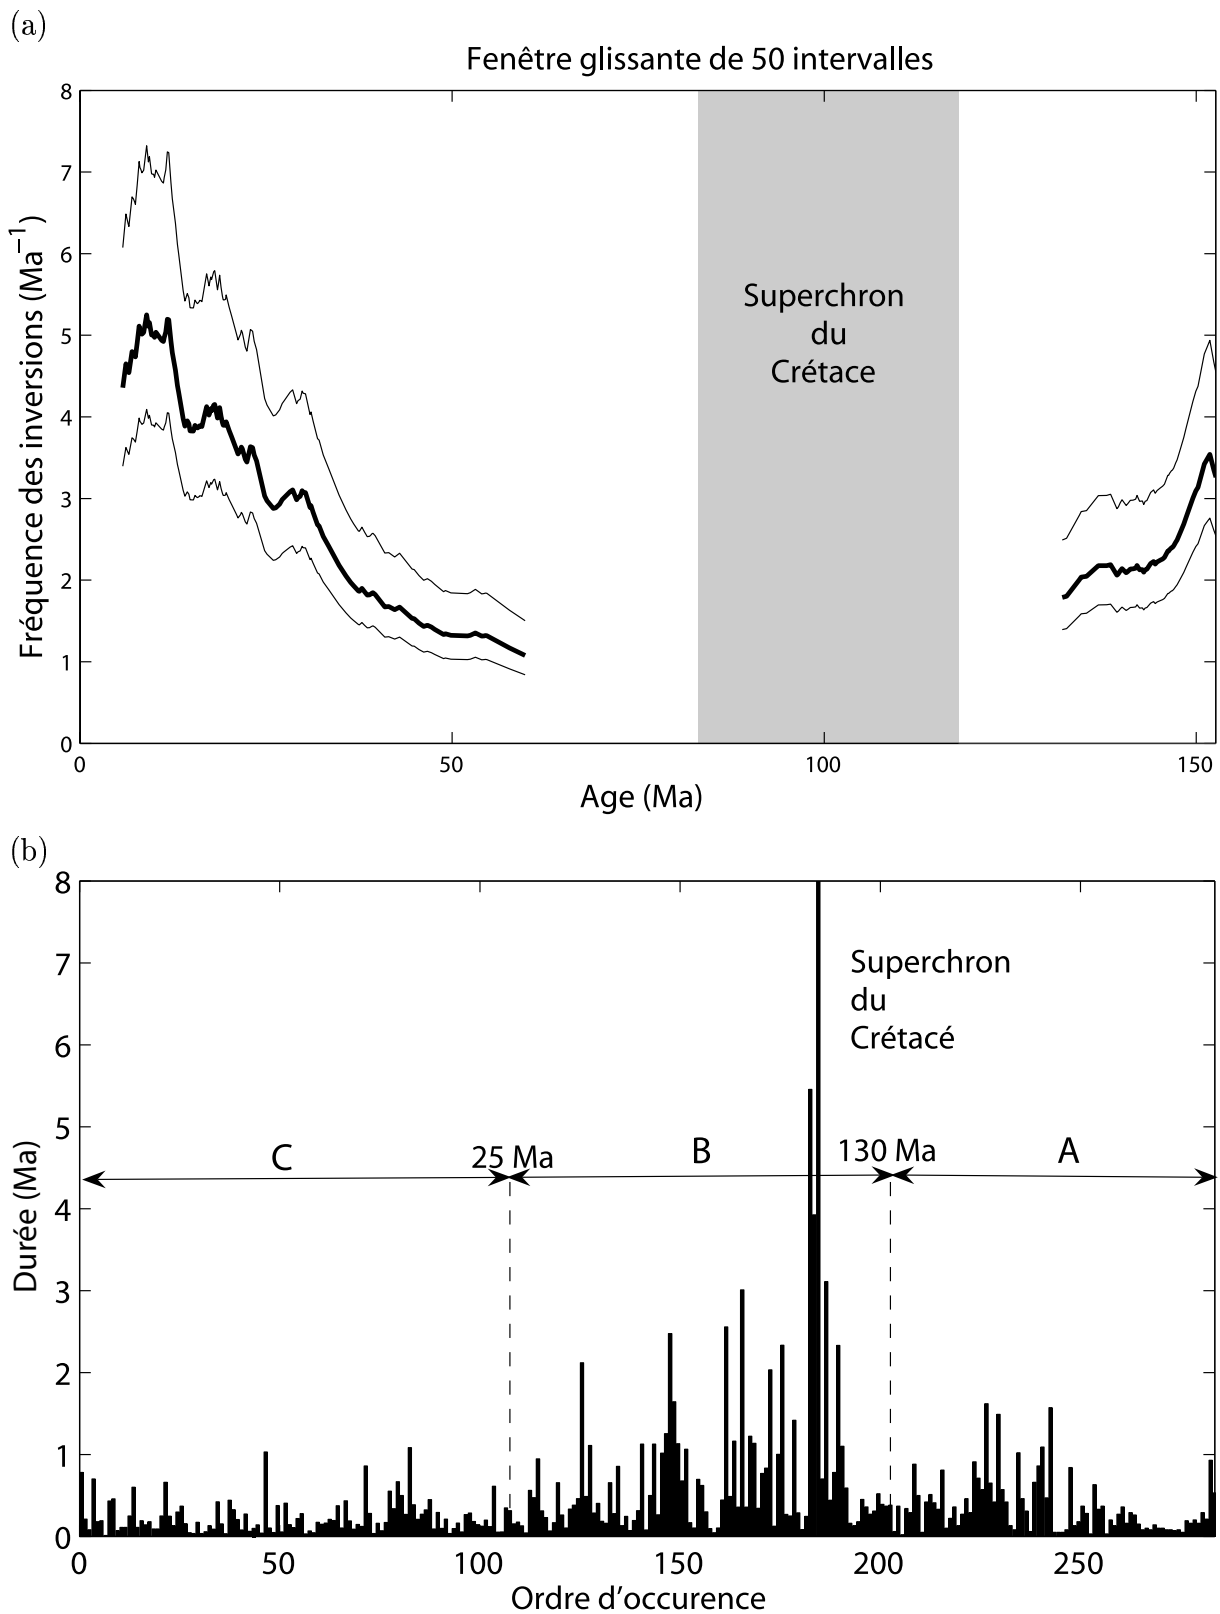 (a)
Fenêtre glissante de 50 intervalles
8
7
6
5
4
3
2
1
0
Fréquence des inversions (Ma⁻¹)
Superchron
du
Crétace
0 50 100 150
Age (Ma)
(b)
8
7
6
5
4
3
2
1
0
Durée (Ma)
Superchron
du
Crétacé
C 25 Ma B 130 Ma A
0 50 100 150 200 250
Ordre d'occurence